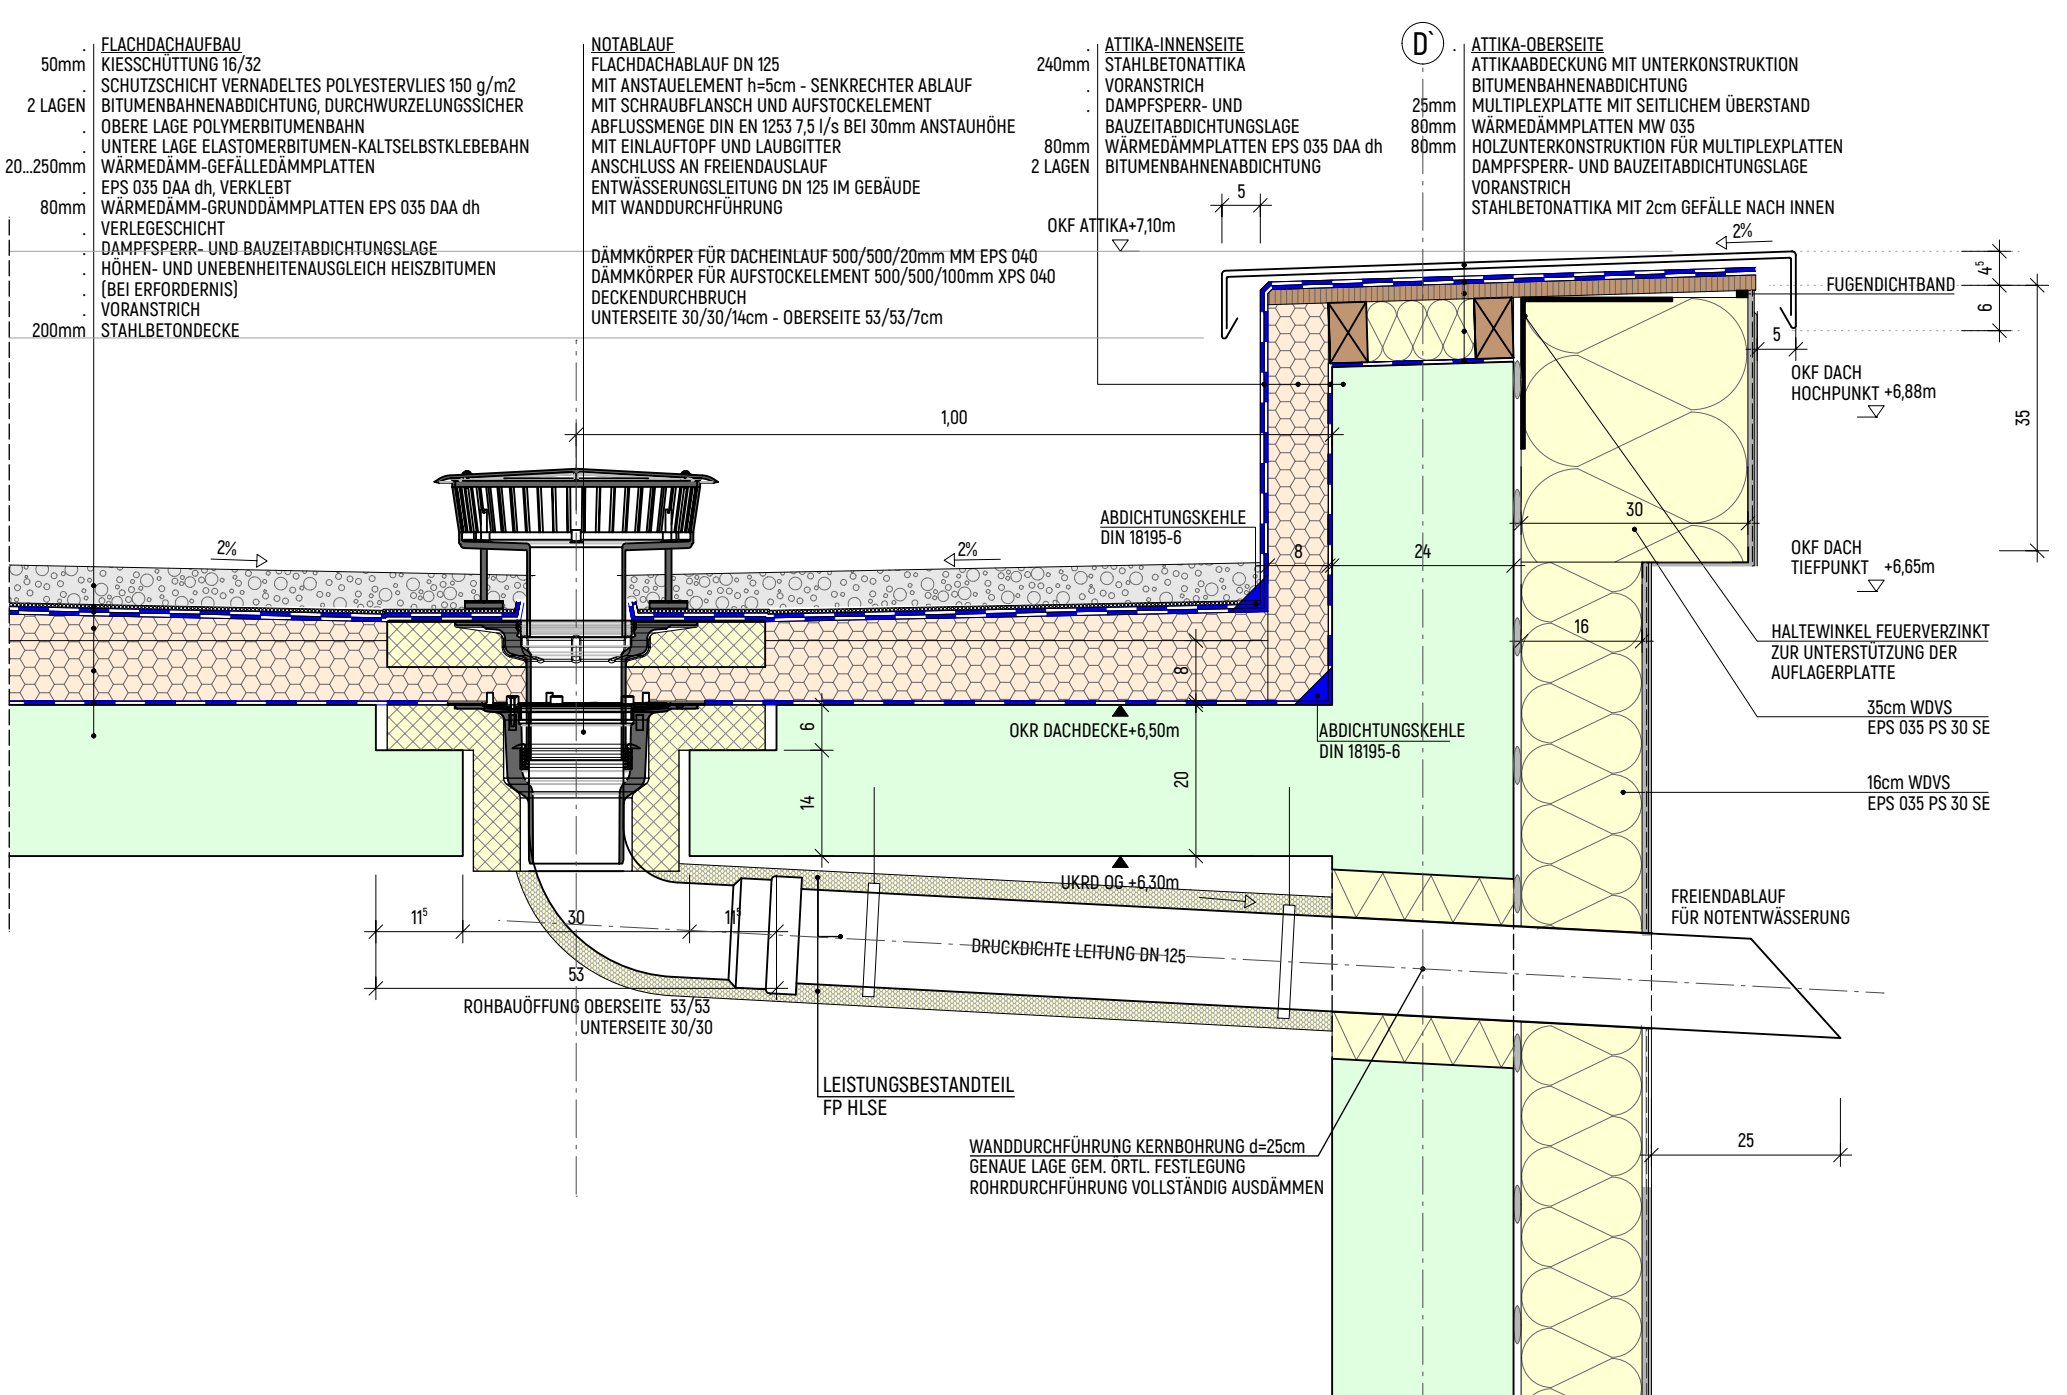 FLACHDACHAUFBAU
50mm KIESSCHÜTTUNG 16/32
. SCHUTZSCHICHT VERNADELTES POLYESTERVLIES 150 g/m2
2 LAGEN BITUMENBAHNENABDICHTUNG, DURCHWURZELUNGSSICHER
. OBERE LAGE POLYMERBITUMENBAHN
. UNTERE LAGE ELASTOMERBITUMEN-KALTSELBSTKLEBEBAHN
20...250mm WÄRMEDÄMM-GEFÄLLEDÄMMPLATTEN
. EPS 035 DAA dh, VERKLEBT
80mm WÄRMEDÄMM-GRUNDDÄMMPLATTEN EPS 035 DAA dh
. VERLEGESCHICHT
. DAMPFSPERR- UND BAUZEITABDICHTUNGSLAGE
. HÖHEN- UND UNEBENHEITENAUSGLEICH HEISZBITUMEN
. (BEI ERFORDERNIS)
. VORANSTRICH
200mm STAHLBETONDECKE
NOTABLAUF
FLACHDACHABLAUF DN 125
MIT ANSTAUELEMENT h=5cm - SENKRECHTER ABLAUF
MIT SCHRAUBFLANSCH UND AUFSTOCKELEMENT
ABFLUSSMENGE DIN EN 1253 7,5 l/s BEI 30mm ANSTAUHÖHE
MIT EINLAUFTOPF UND LAUBGITTER
ANSCHLUSS AN FREIENDAUSLAUF
ENTWÄSSERUNGSLEITUNG DN 125 IM GEBÄUDE
MIT WANDDURCHFÜHRUNG
DÄMMKÖRPER FÜR DACHEINLAUF 500/500/20mm MM EPS 040
DÄMMKÖRPER FÜR AUFSTOCKELEMENT 500/500/100mm XPS 040
DECKENDURCHBRUCH
UNTERSEITE 30/30/14cm - OBERSEITE 53/53/7cm
. ATTIKA-INNENSEITE
240mm STAHLBETONATTIKA
. VORANSTRICH
. DAMPFSPERR- UND
BAUZEITABDICHTUNGSLAGE
80mm WÄRMEDÄMMPLATTEN EPS 035 DAA dh
2 LAGEN BITUMENBAHNENABDICHTUNG
D`
. ATTIKA-OBERSEITE
ATTIKAABDECKUNG MIT UNTERKONSTRUKTION
BITUMENBAHNENABDICHTUNG
25mm MULTIPLEXPLATTE MIT SEITLICHEM ÜBERSTAND
80mm WÄRMEDÄMMPLATTEN MW 035
80mm HOLZUNTERKONSTRUKTION FÜR MULTIPLEXPLATTEN
DAMPFSPERR- UND BAUZEITABDICHTUNGSLAGE
VORANSTRICH
STAHLBETONATTIKA MIT 2cm GEFÄLLE NACH INNEN
5
OKF ATTIKA+7,10m
2%
4⁵
FUGENDICHTBAND
6
5
OKF DACH
HOCHPUNKT +6,88m
35
1,00
ABDICHTUNGSKEHLE
DIN 18195-6
30
2%
2%
8
24
OKF DACH
TIEFPUNKT +6,65m
16
HALTEWINKEL FEUERVERZINKT
ZUR UNTERSTÜTZUNG DER
AUFLAGERPLATTE
8
35cm WDVS
EPS 035 PS 30 SE
6
OKR DACHDECKE+6,50m
ABDICHTUNGSKEHLE
DIN 18195-6
20
14
16cm WDVS
EPS 035 PS 30 SE
UKRD OG +6,30m
FREIENDABLAUF
FÜR NOTENTWÄSSERUNG
11⁵
30
11⁵
DRUCKDICHTE LEITUNG DN 125
53
ROHBAUÖFFUNG OBERSEITE 53/53
UNTERSEITE 30/30
LEISTUNGSBESTANDTEIL
FP HLSE
25
WANDDURCHFÜHRUNG KERNBOHRUNG d=25cm
GENAUE LAGE GEM. ÖRTL. FESTLEGUNG
ROHRDURCHFÜHRUNG VOLLSTÄNDIG AUSDÄMMEN